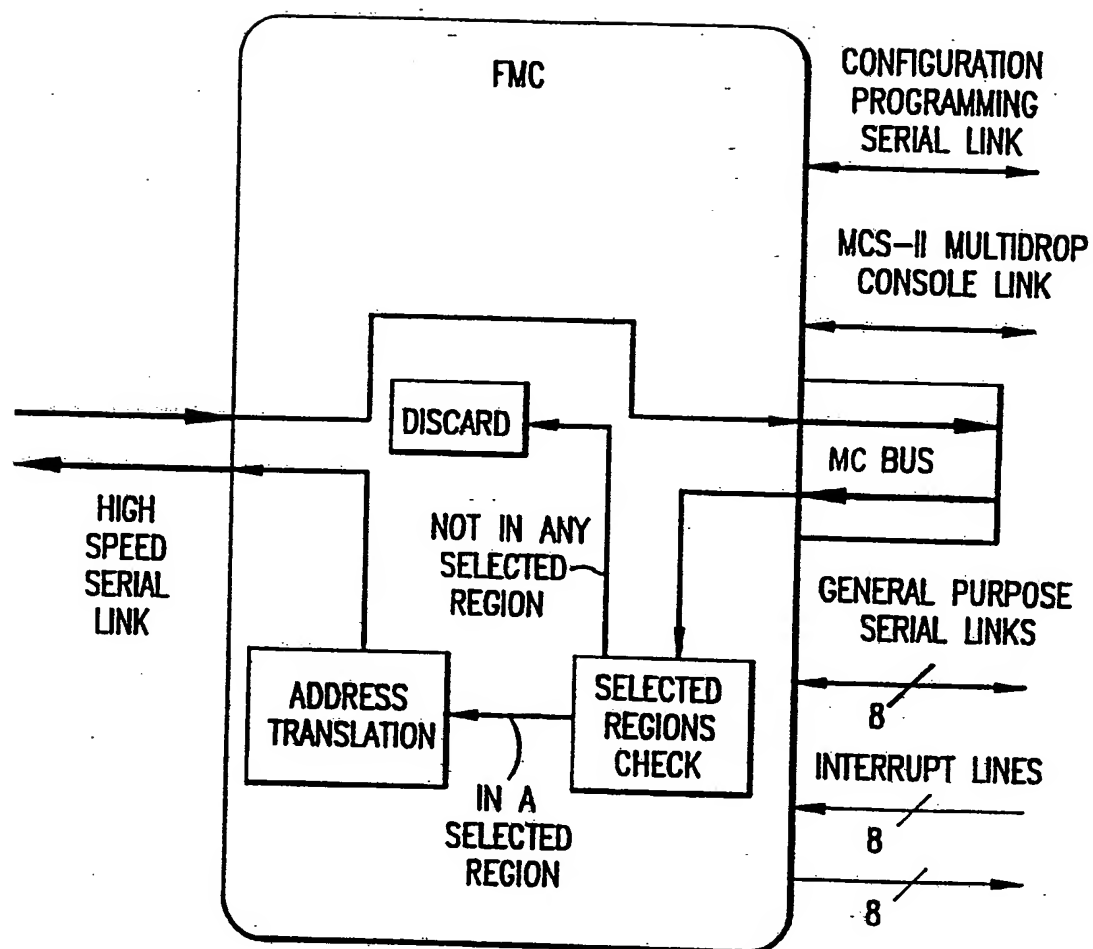 FMC
CONFIGURATION
PROGRAMMING
SERIAL LINK
MCS-II MULTIDROP
CONSOLE LINK
DISCARD
MC BUS
HIGH
SPEED
SERIAL
LINK
NOT IN ANY
SELECTED
REGION
GENERAL PURPOSE
SERIAL LINKS
8
ADDRESS
TRANSLATION
SELECTED
REGIONS
CHECK
IN A
SELECTED
REGION
INTERRUPT LINES
8
8